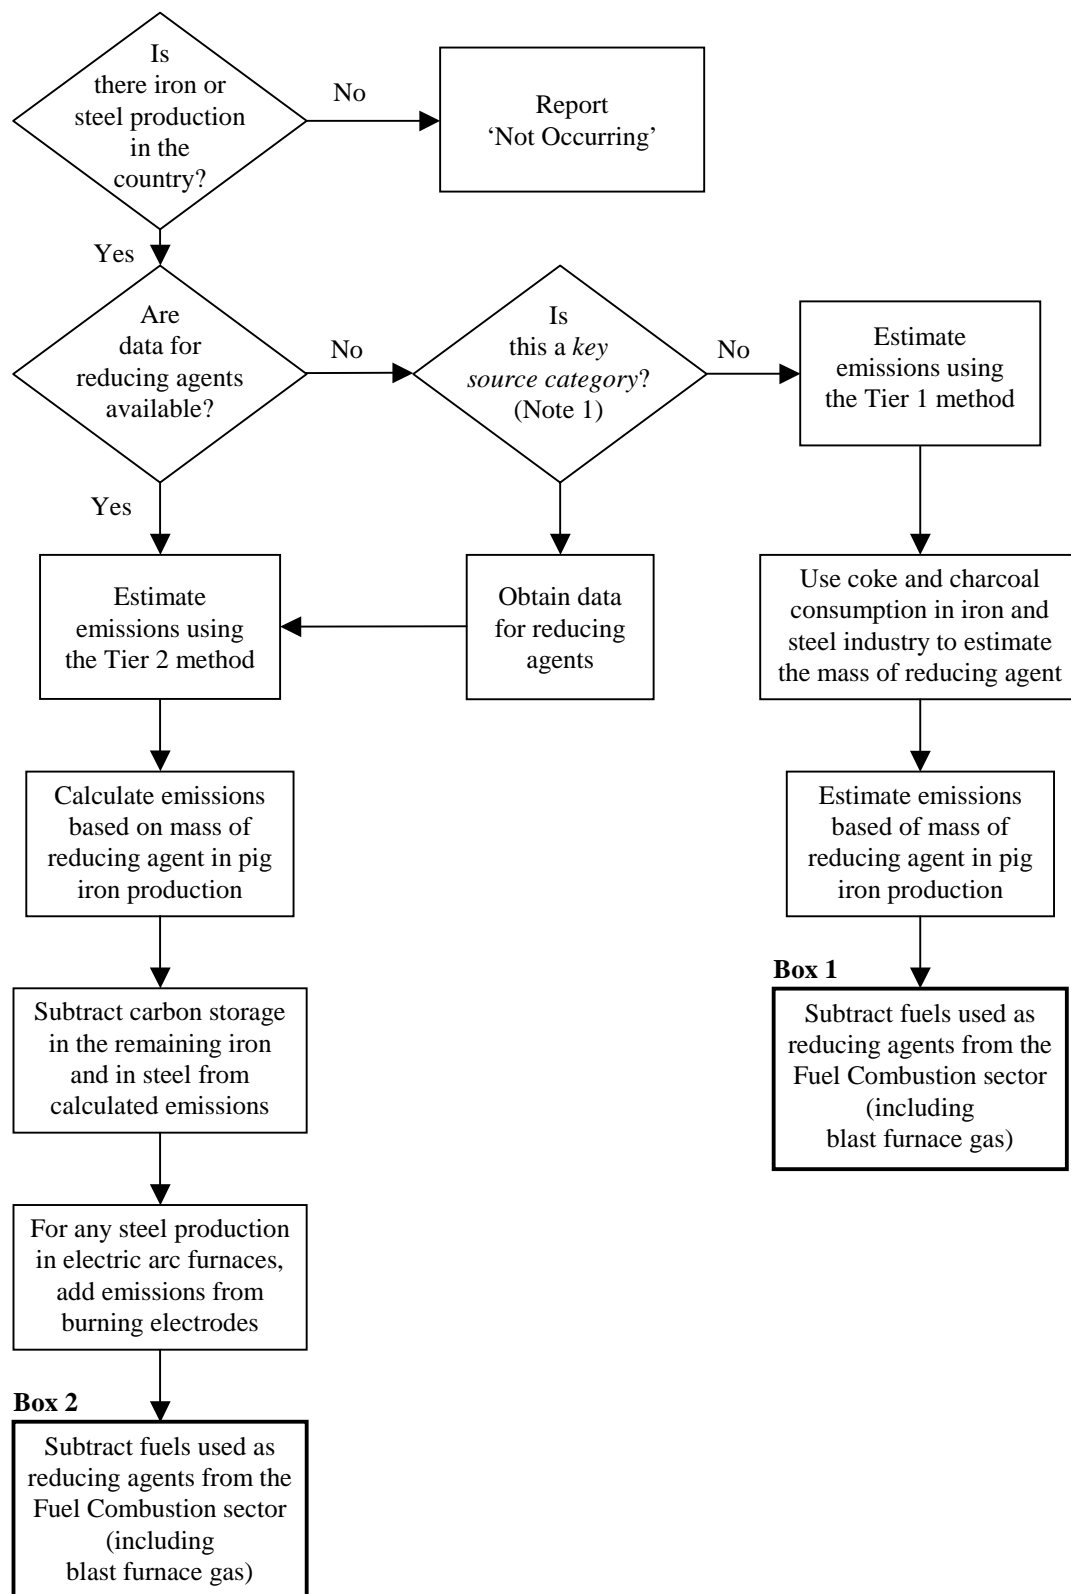 Is
there iron or
steel production
in the
country?
No
Report
‘Not Occurring’
Yes
Are
data for
reducing agents
available?
No
Is
this a key
source category?
(Note 1)
No
Estimate
emissions using
the Tier 1 method
Yes
Estimate
emissions using
the Tier 2 method
Obtain data
for reducing
agents
Use coke and charcoal
consumption in iron and
steel industry to estimate
the mass of reducing agent
Calculate emissions
based on mass of
reducing agent in pig
iron production
Estimate emissions
based of mass of
reducing agent in pig
iron production
Box 1
Subtract fuels used as
reducing agents from the
Fuel Combustion sector
(including
blast furnace gas)
Subtract carbon storage
in the remaining iron
and in steel from
calculated emissions
For any steel production
in electric arc furnaces,
add emissions from
burning electrodes
Box 2
Subtract fuels used as
reducing agents from the
Fuel Combustion sector
(including
blast furnace gas)